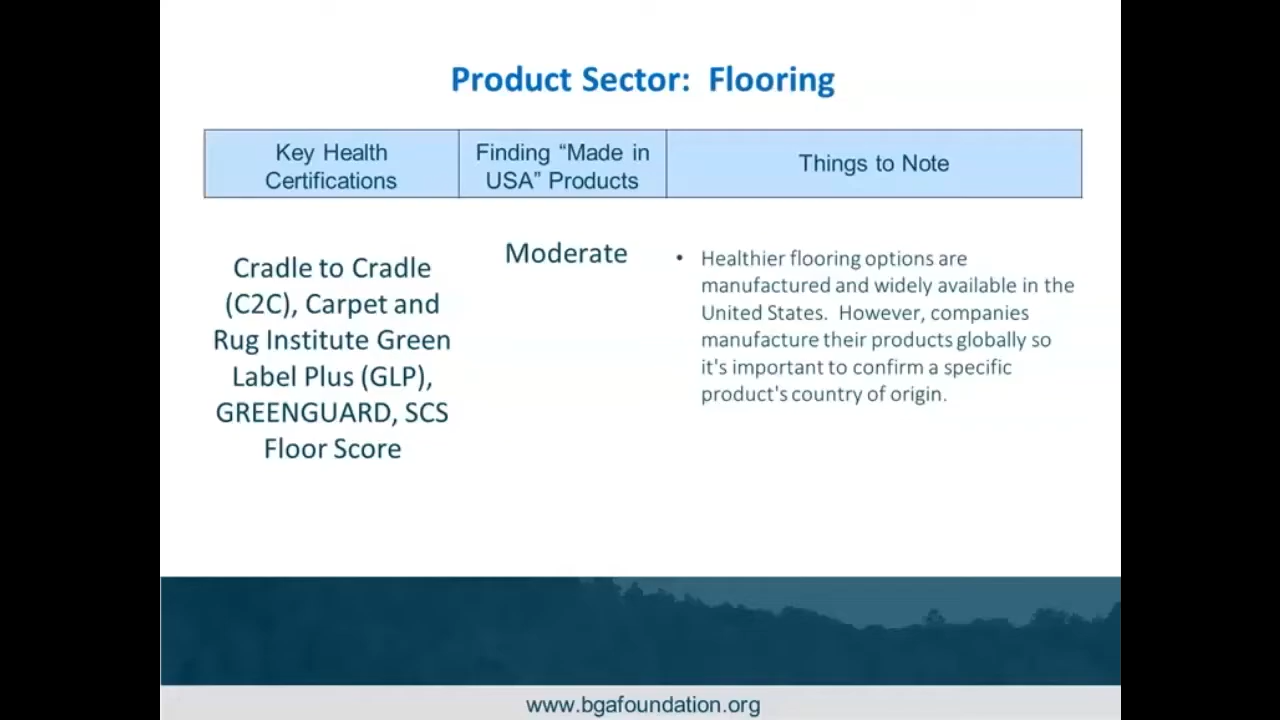 Product Sector:  Flooring
Key Health
Certifications
Finding “Made in
USA” Products
Things to Note
Cradle to Cradle
(C2C), Carpet and
Rug Institute Green
Label Plus (GLP),
GREENGUARD, SCS
Floor Score
Moderate
• Healthier flooring options are
manufactured and widely available in the
United States.  However, companies
manufacture their products globally so
it's important to confirm a specific
product's country of origin.
www.bgafoundation.org